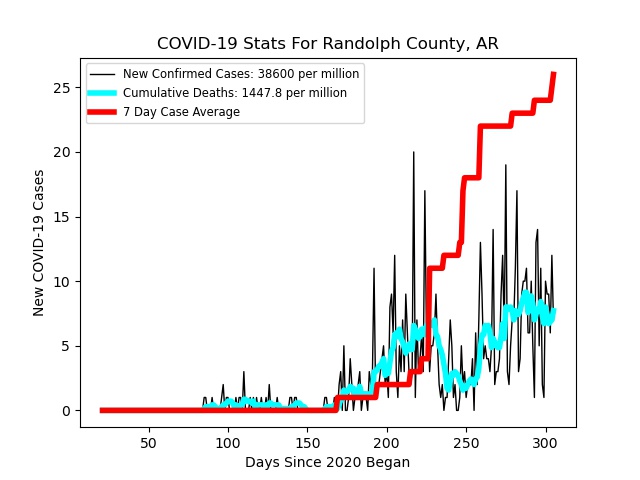 COVID-19 Stats For Randolph County, AR
New Confirmed Cases: 38600 per million
Cumulative Deaths: 1447.8 per million
7 Day Case Average
New COVID-19 Cases
25
20
15
10
5
0
50 100 150 200 250 300
Days Since 2020 Began